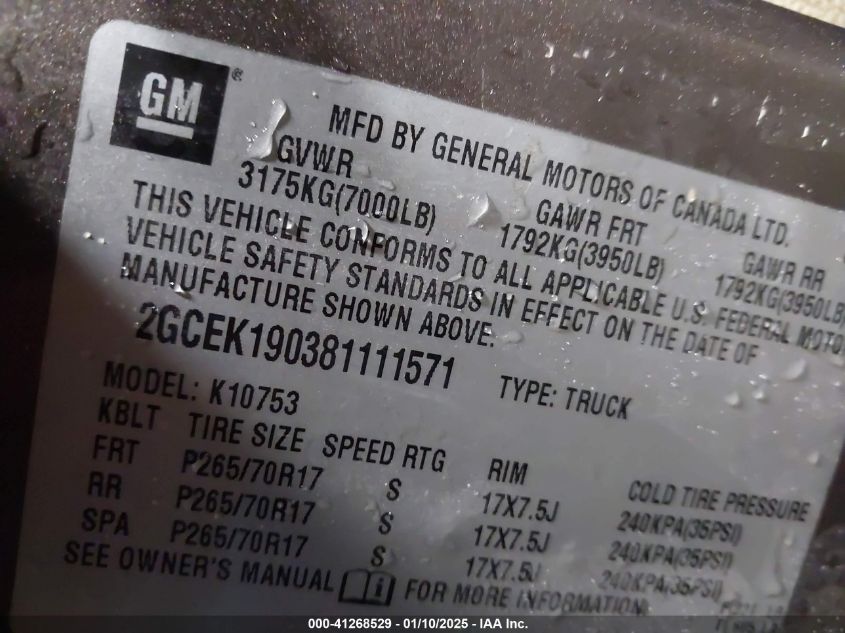 GM®
MFD BY GENERAL MOTORS OF CANADA LTD.
GVWR GAWR FRT GAWR RR
3175KG(7000LB) 1792KG(3950LB) 1792KG(3950LB)
THIS VEHICLE CONFORMS TO ALL APPLICABLE U.S. FEDERAL MOTOR
VEHICLE SAFETY STANDARDS IN EFFECT ON THE DATE OF
MANUFACTURE SHOWN ABOVE.
2GCEK190381111571 TYPE: TRUCK
MODEL: K10753
KBLT TIRE SIZE SPEED RTG RIM COLD TIRE PRESSURE
FRT P265/70R17 S 17X7.5J 240KPA(35PSI)
RR P265/70R17 S 17X7.5J 240KPA(35PSI)
SPA P265/70R17 S 17X7.5J 240KPA(35PSI)
SEE OWNER'S MANUAL FOR MORE INFORMATION
000-41268529 - 01/10/2025 - IAA Inc.